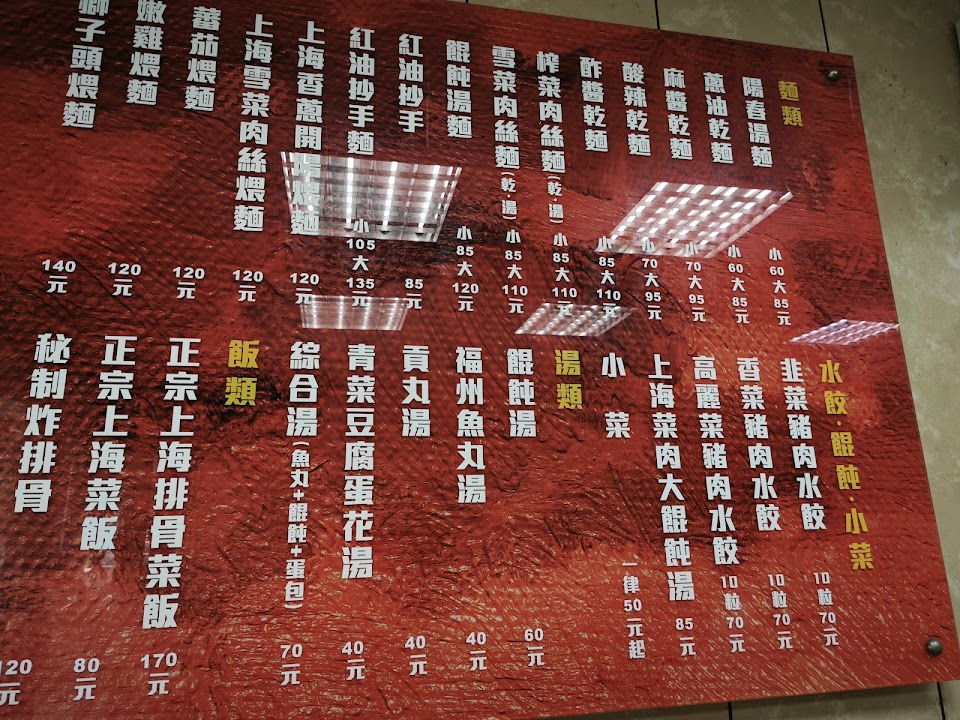 麵類
陽春湯麵 小60大85元
蔥油乾麵 小60大85元
麻醬乾麵 小70大95元
酸辣乾麵 小70大95元
酢醬乾麵 小85大110元
榨菜肉絲麵(乾·湯) 小85大110元
雪菜肉絲麵(乾·湯) 小85大110元
餛飩湯麵 小85大120元
紅油抄手 85元
紅油抄手麵 小105大135元
上海香蔥開陽煨麵 120元
上海雪菜肉絲煨麵 120元
蕃茄煨麵 120元
嫩雞煨麵 120元
獅子頭煨麵 140元
水餃·餛飩·小菜
韭菜豬肉水餃 10粒70元
香菜豬肉水餃 10粒70元
高麗菜豬肉水餃 10粒70元
上海菜肉大餛飩湯 85元
小菜 一律50元起
湯類
餛飩湯 60元
福州魚丸湯 40元
貢丸湯 40元
青菜豆腐蛋花湯 40元
綜合湯(魚丸+餛飩+蛋包) 70元
飯類
正宗上海排骨菜飯 170元
正宗上海菜飯 80元
秘制炸排骨 120元